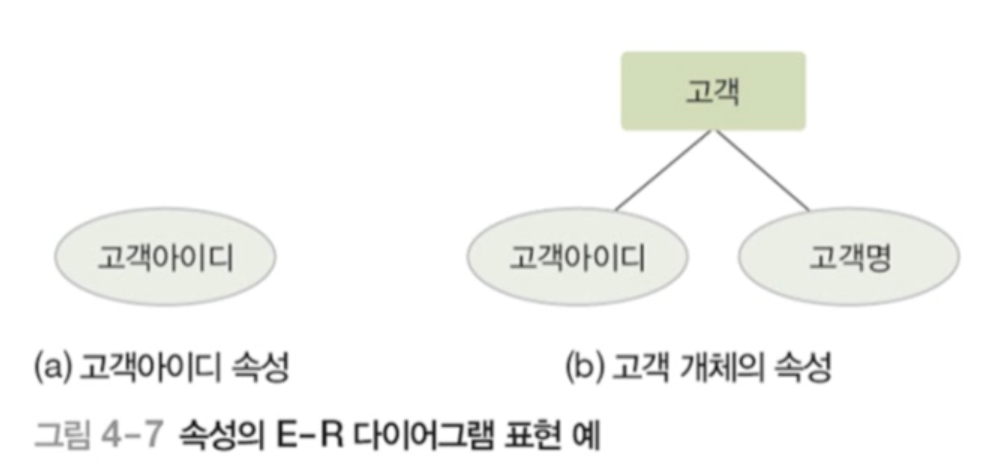 고객
고객아이디
고객아이디
고객명
(a) 고객아이디 속성
(b) 고객 개체의 속성
그림 4-7 속성의 E-R 다이어그램 표현 예